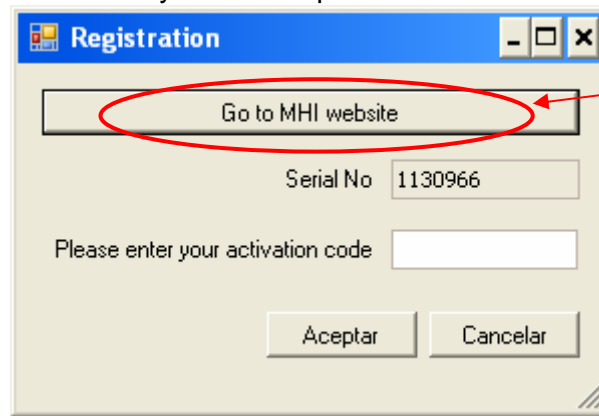 Registration
Go to MHI website
Serial No 1130966
Please enter your activation code
Aceptar Cancelar